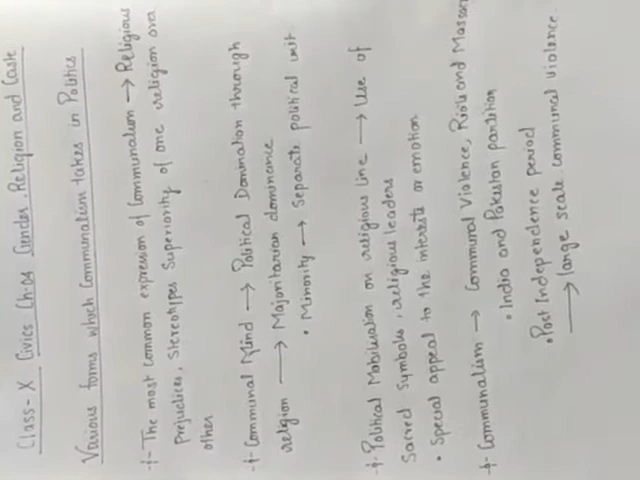 Class- X Civics Ch:04 Gender, Religion and Caste
Various forms which Communalism takes in Politics
-|- The most common expression of Communalism → Religious
Prejudices, Stereotypes Superiority of one religion over
other
-|- Communal Mind → Political Domination through
religion → Majoritarian dominance
• Minority → Separate political unit
-|- Political Mobilisation on religious line → Use of
Sacred Symbols, religious leaders
• Special appeal to the interests or emotion
-|- Communalism → Communal Violence, Riots and Massacre
• India and Pakistan partition
• Post Independence period
→ large scale communal violence.